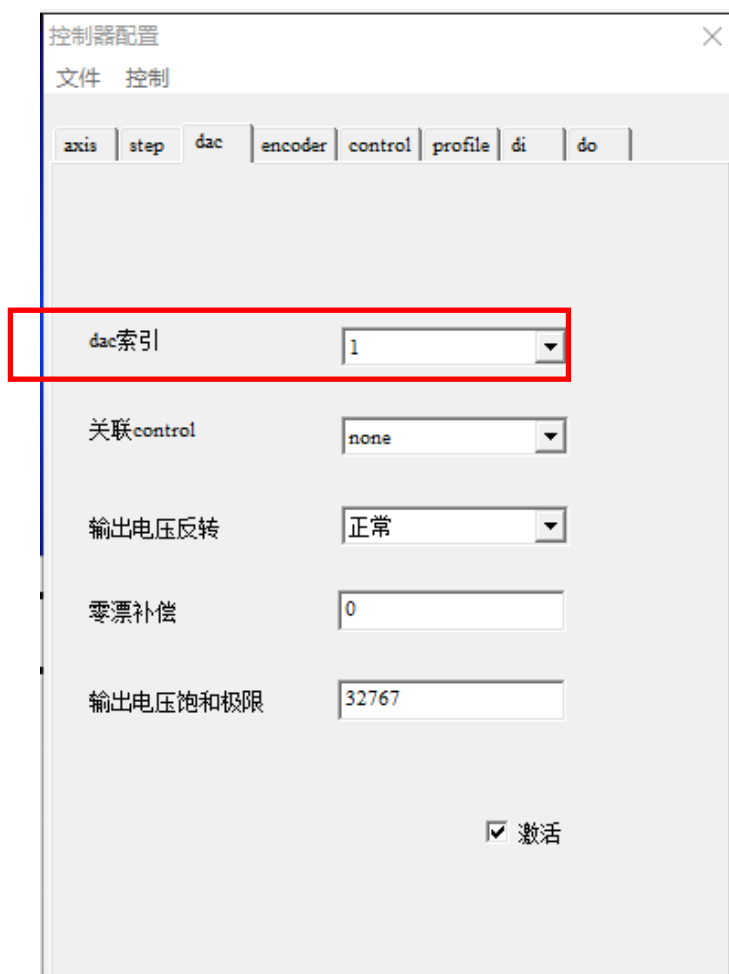 控制器配置
文件 控制
axis step dac encoder control profile di do
dac索引 1
关联control none
输出电压反转 正常
零漂补偿 0
输出电压饱和极限 32767
激活